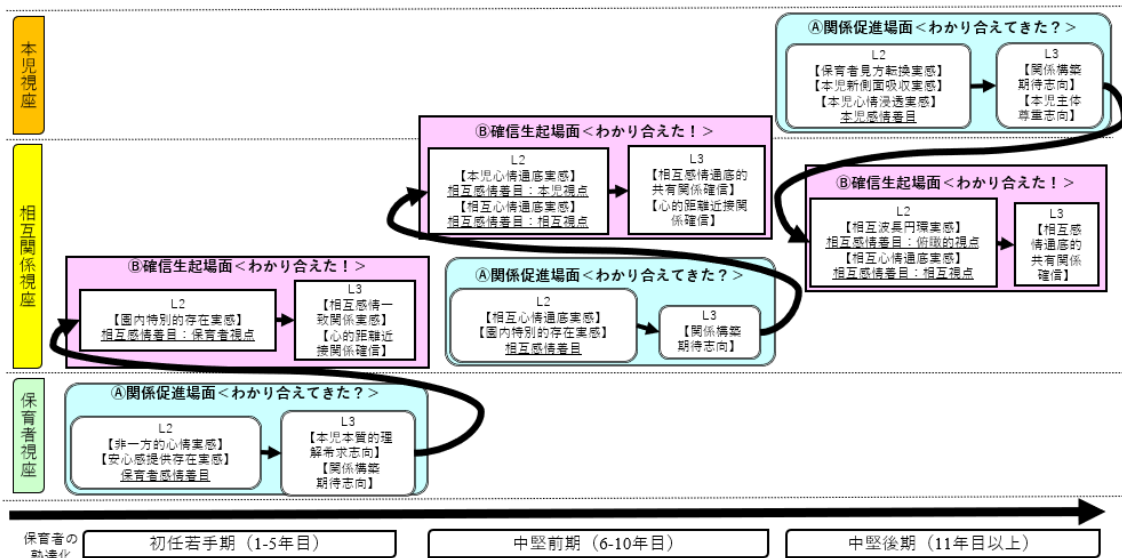 本児視座
相互関係視座
保育者視座
Ⓐ関係促進場面＜わかり合えてきた？＞
L2
【保育者見方転換実感】
【本児新側面吸収実感】
【本児心情浸透実感】
本児感情着目
L3
【関係構築
期待志向】
【本児主体
尊重志向】
Ⓑ確信生起場面＜わかり合えた！＞
L2
【本児心情通底実感】
相互感情着目：本児視点
【相互心情通底実感】
相互感情着目：相互視点
L3
【相互感情通底的
共有関係確信】
【心的距離近接関
係確信】
Ⓑ確信生起場面＜わかり合えた！＞
L2
【相互波長円環実感】
相互感情着目：俯瞰的視点
【相互心情通底実感】
相互感情着目：相互視点
L3
【相互感
情通底的
共有関係
確信】
Ⓑ確信生起場面＜わかり合えた！＞
L2
【園内特別的存在実感】
相互感情着目：保育者視点
L3
【相互感情一
致関係実感】
【心的距離近
接関係確信】
Ⓐ関係促進場面＜わかり合えてきた？＞
L2
【相互心情通底実感】
【園内特別的存在実感】
相互感情着目
L3
【関係構築
期待志向】
Ⓐ関係促進場面＜わかり合えてきた？＞
L2
【非一方的心情実感】
【安心感提供存在実感】
保育者感情着目
L3
【本児本質的理
解希求志向】
【関係構築
期待志向】
保育者の
熟達化
初任若手期（1-5年目）
中堅前期（6-10年目）
中堅後期（11年目以上）